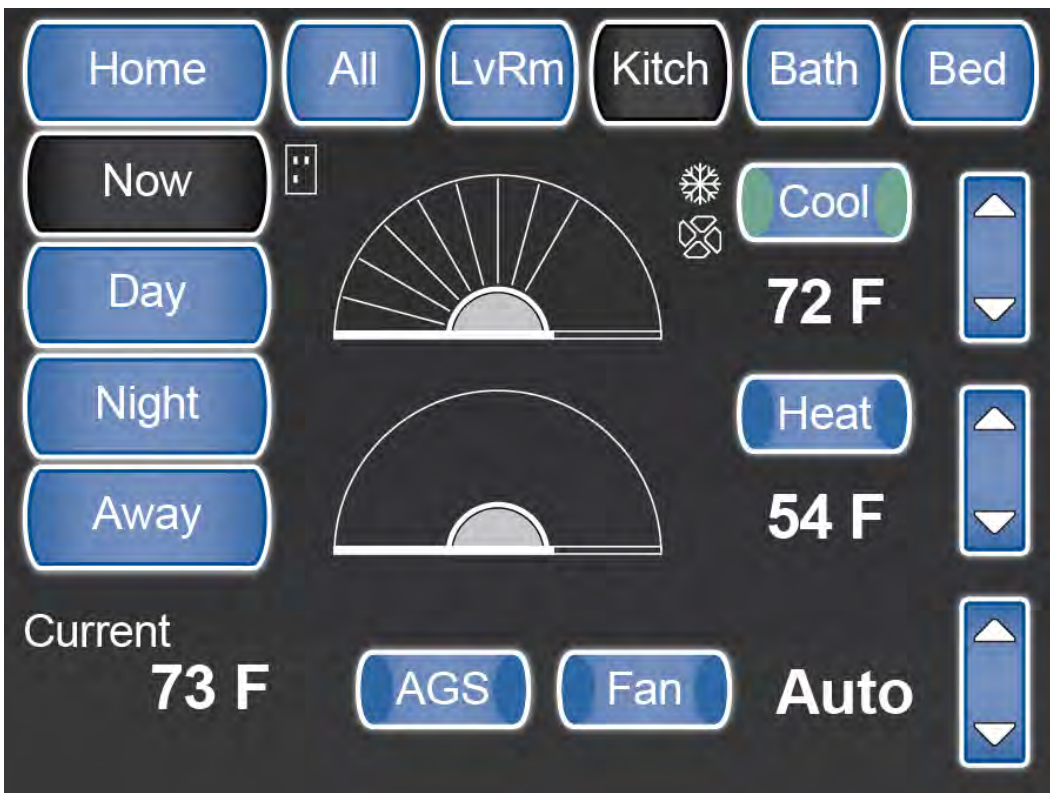 Home All LvRm Kitch Bath Bed
Now
Cool
Day
72 F
Night
Heat
Away
54 F
Current
73 F
AGS Fan Auto